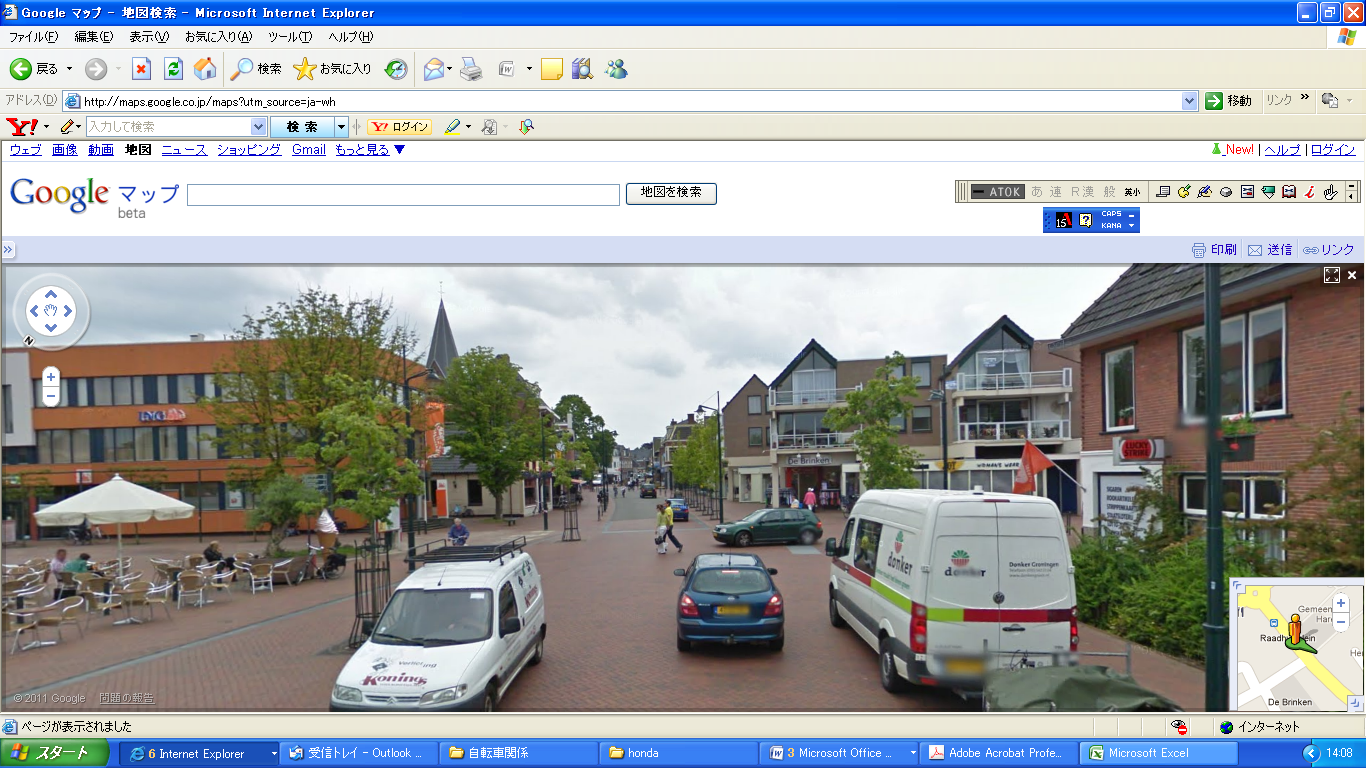 Google マップ - 地図検索 - Microsoft Internet Explorer
ファイル(F) 編集(E) 表示(V) お気に入り(A) ツール(T) ヘルプ(H)
戻る 検索 お気に入り
アドレス(D) http://maps.google.co.jp/maps?utm_source=ja-wh 移動 リンク »
Y! 入力して検索 検索 Y! ログイン
ウェブ 画像 動画 地図 ニュース ショッピング Gmail もっと見る ▼ New! | ヘルプ | ログイン
Google マップ beta 地図を検索
ATOK あ 連 R漢 般 英小
15 ? CAPS KANA
» 印刷 送信 リンク
N
ING
De Brinken
WOMAN'S WEAR
LUCKY STRIKE
SIGAREN
donker
donker
Donker Groningen
Konings
Gemeen
Raadh
De Brinken
© 2011 Google 問題の報告
ページが表示されました インターネット
スタート 6 Internet Explorer 受信トレイ - Outlook ... 自転車関係 honda 3 Microsoft Office ... Adobe Acrobat Profe... Microsoft Excel 14:08